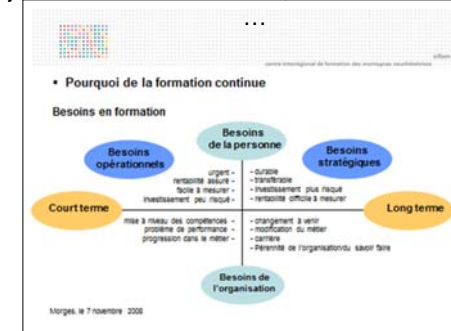 ...
cifom
centre interrégional de formation des montagnes neuchâteloises
• Pourquoi de la formation continue
Besoins en formation
Besoins
de la personne
Besoins
opérationnels
Besoins
stratégiques
urgent -
rentabilité assuré -
facile à mesurer -
investissement peu risqué -
- durable
- transférable
- investissement plus risqué
- rentabilité difficile à mesurer
Court terme
Long terme
mise à niveau des compétences -
problème de performance -
progression dans le métier -
- changement à venir
- modification du métier
- carrière
- Pérennité de l'organisation/du savoir faire
Besoins de
l'organisation
Morges, le 7 novembre 2008